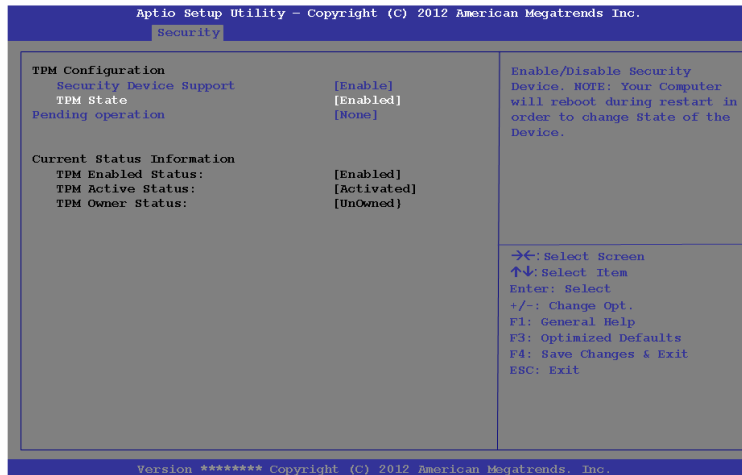 Aptio Setup Utility – Copyright (C) 2012 American Megatrends Inc.
Security
TPM Configuration
Security Device Support [Enable]
TPM State [Enabled]
Pending operation [None]
Current Status Information
TPM Enabled Status: [Enabled]
TPM Active Status: [Activated]
TPM Owner Status: [UnOwned)
Enable/Disable Security
Device. NOTE: Your Computer
will reboot during restart in
order to change State of the
Device.
→←: Select Screen
↑↓: Select Item
Enter: Select
+/-: Change Opt.
F1: General Help
F3: Optimized Defaults
F4: Save Changes & Exit
ESC: Exit
Version ******** Copyright (C) 2012 American Megatrends. Inc.